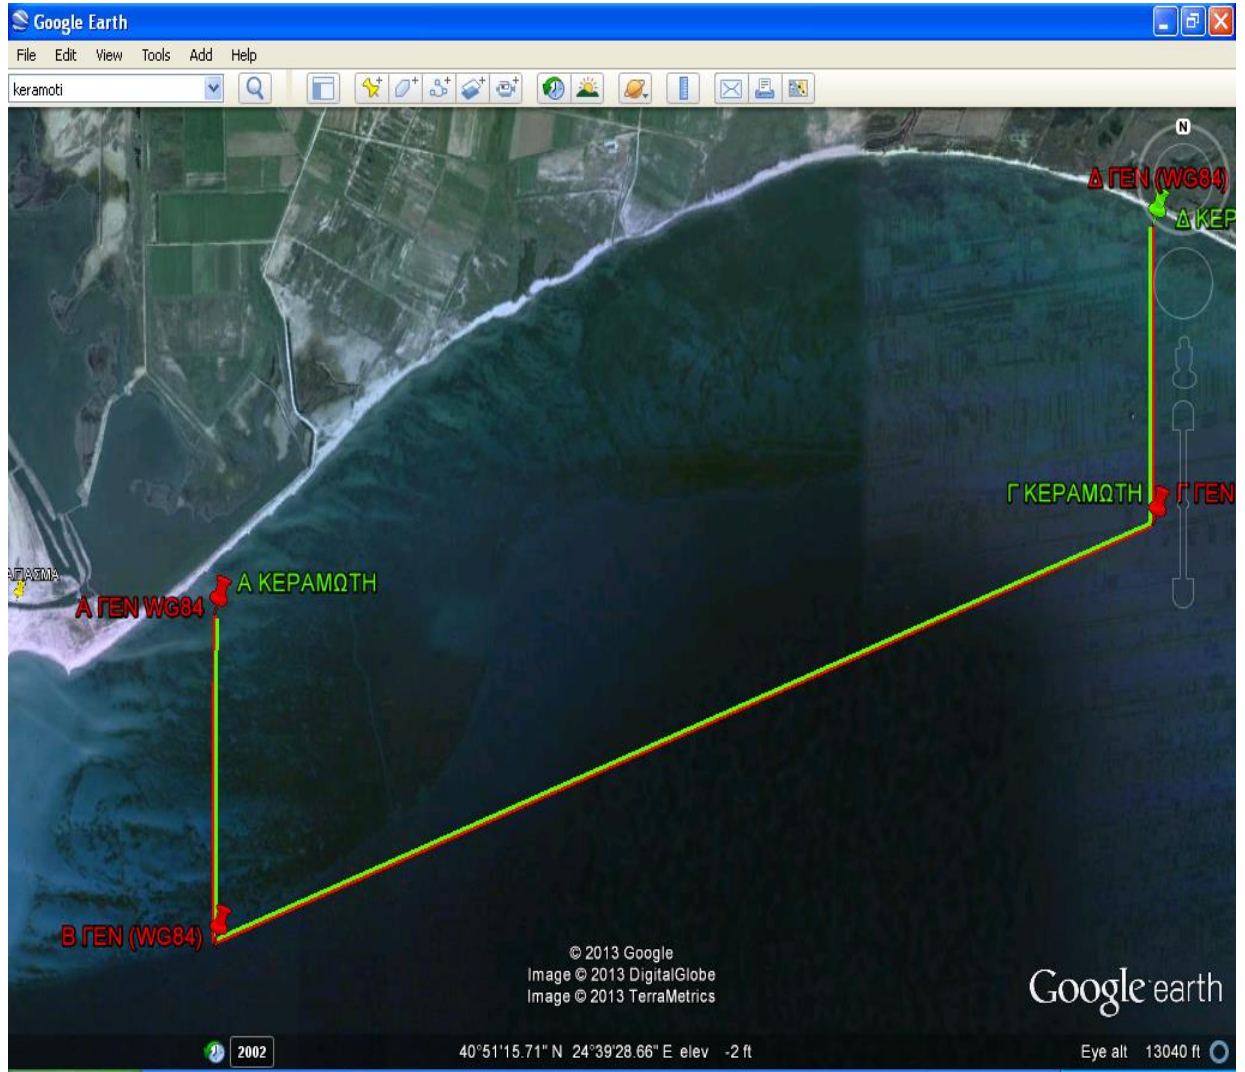 Google Earth
File Edit View Tools Add Help
keramoti
N
Δ ΓΕΝ (WG84)
Δ ΚΕΡ
Γ ΚΕΡΑΜΩΤΗ
Γ ΓΕΝ
ΑΓΙΑΣΜΑ
Α ΚΕΡΑΜΩΤΗ
Α ΓΕΝ WG84
Β ΓΕΝ (WG84)
© 2013 Google
Image © 2013 DigitalGlobe
Image © 2013 TerraMetrics
Google earth
2002
40°51'15.71" N 24°39'28.66" E elev -2 ft
Eye alt 13040 ft